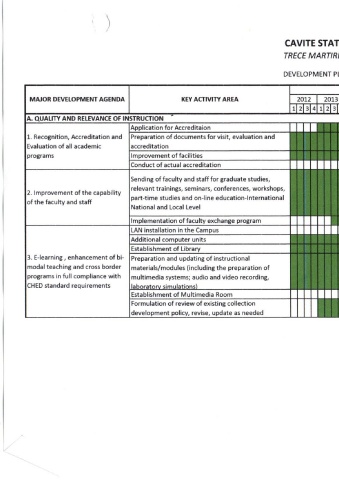 CAVITE STAT
TRECE MARTIR
DEVELOPMENT PL
MAJOR DEVELOPMENT AGENDA KEY ACTIVITY AREA 2012 2013
1 2 3 4 1 2 3
A. QUALITY AND RELEVANCE OF INSTRUCTION
1. Recognition, Accreditation and
Evaluation of all academic
programs
Application for Accreditaion
Preparation of documents for visit, evaluation and
accreditation
Improvement of facilities
Conduct of actual accreditation
2. Improvement of the capability
of the faculty and staff
Sending of faculty and staff for graduate studies,
relevant trainings, seminars, conferences, workshops,
part-time studies and on-line education-International
National and Local Level
Implementation of faculty exchange program
3. E-learning , enhancement of bi-
modal teaching and cross border
programs in full compliance with
CHED standard requirements
LAN installation in the Campus
Additional computer units
Establishment of Library
Preparation and updating of instructional
materials/modules (including the preparation of
multimedia systems; audio and video recording,
laboratory simulations)
Establishment of Multimedia Room
Formulation of review of existing collection
development policy, revise, update as needed